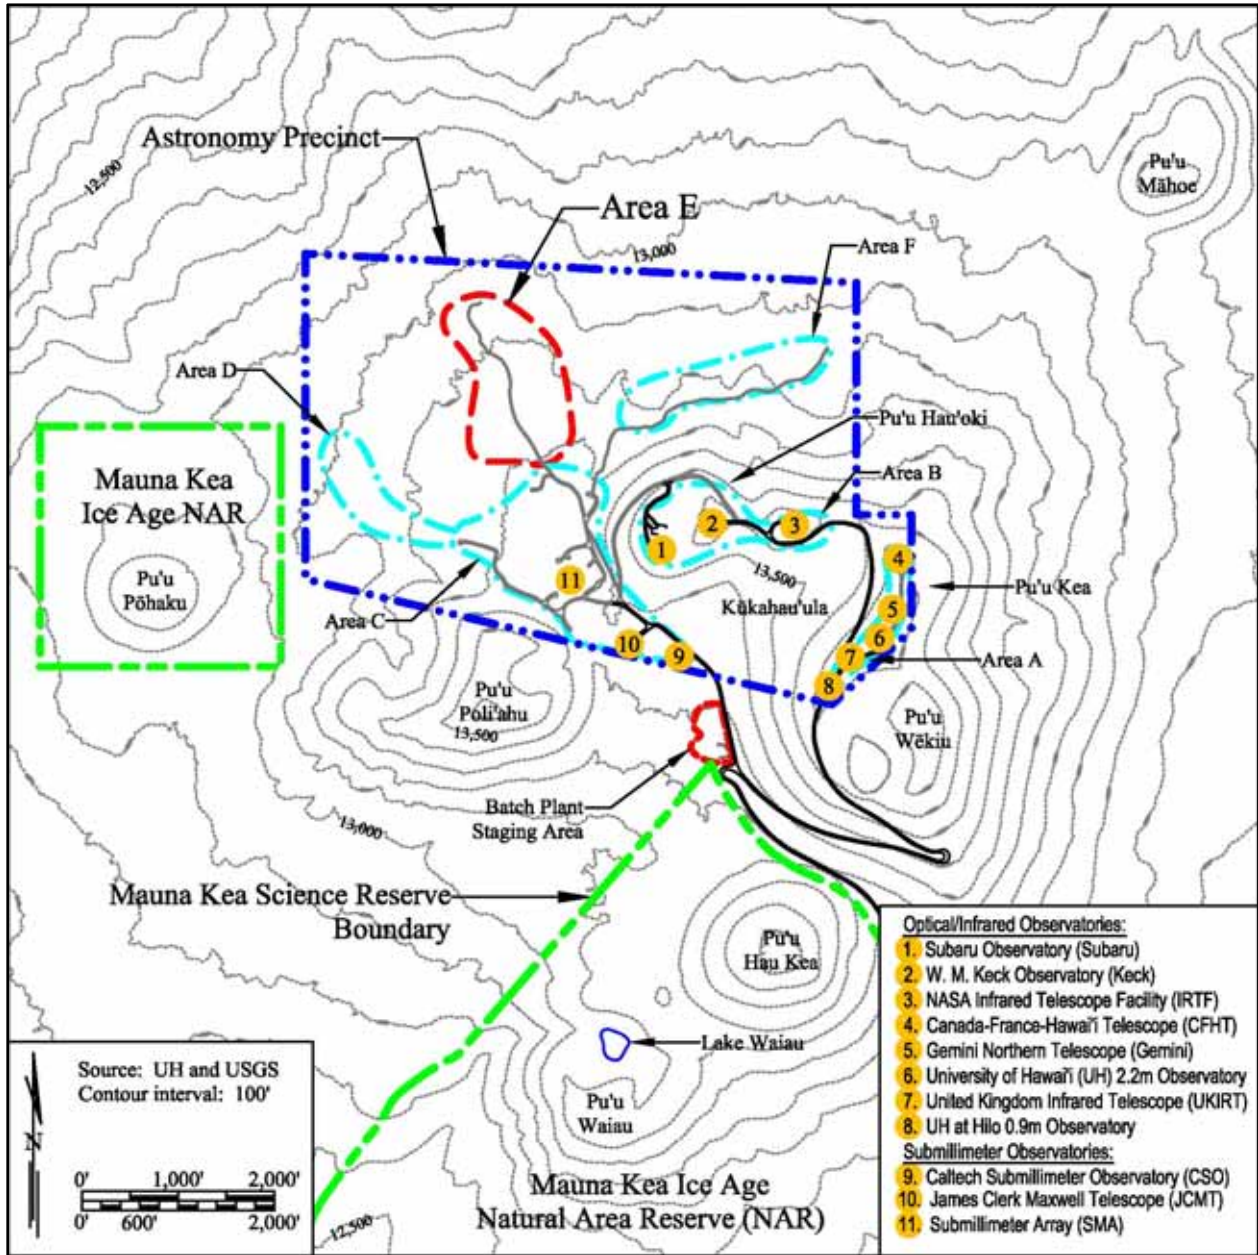 Astronomy Precinct
12,500
Pu'u
Māhoe
Area E
13,000
Area F
Area D
Pu'u Hau'oki
Area B
Mauna Kea
Ice Age NAR
Pu'u
Pōhaku
1
2
3
4
5
6
7
8
9
10
11
13,500
Kūkahau'ula
Pu'u Kea
Area C
Area A
Pu'u
Poli'ahu
13,500
Pu'u
Wēkiu
Batch Plant
Staging Area
13,000
Mauna Kea Science Reserve
Boundary
Pu'u
Hau Kea
Lake Waiau
Pu'u
Waiau
Mauna Kea Ice Age
Natural Area Reserve (NAR)
12,500
Source: UH and USGS
Contour interval: 100'
N
0' 1,000' 2,000'
0' 600' 2,000'
Optical/Infrared Observatories:
1. Subaru Observatory (Subaru)
2. W. M. Keck Observatory (Keck)
3. NASA Infrared Telescope Facility (IRTF)
4. Canada-France-Hawai'i Telescope (CFHT)
5. Gemini Northern Telescope (Gemini)
6. University of Hawai'i (UH) 2.2m Observatory
7. United Kingdom Infrared Telescope (UKIRT)
8. UH at Hilo 0.9m Observatory
Submillimeter Observatories:
9. Caltech Submillimeter Observatory (CSO)
10. James Clerk Maxwell Telescope (JCMT)
11. Submillimeter Array (SMA)